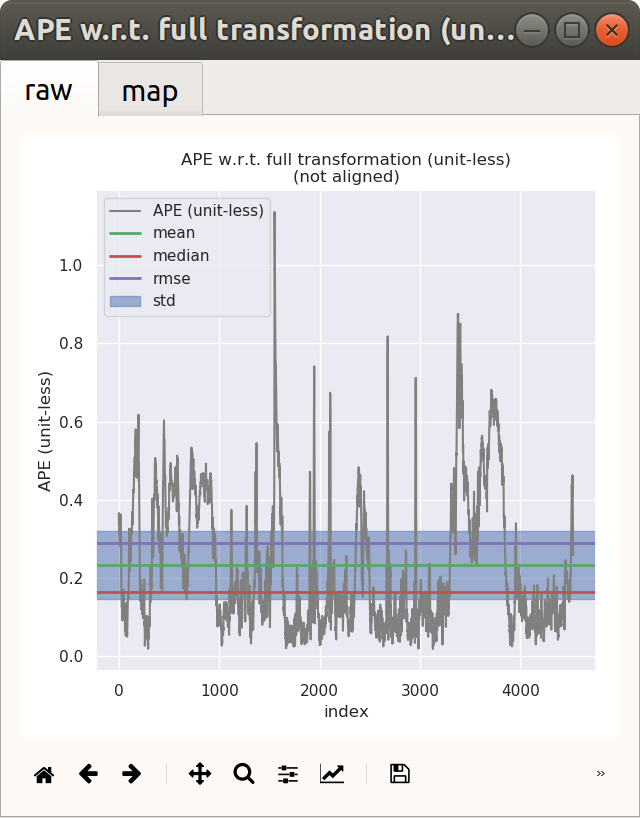 APE w.r.t. full transformation (un...
raw
map
APE w.r.t. full transformation (unit-less)
(not aligned)
APE (unit-less)
mean
median
rmse
std
1.0
0.8
0.6
0.4
0.2
0.0
APE (unit-less)
0 1000 2000 3000 4000
index
»